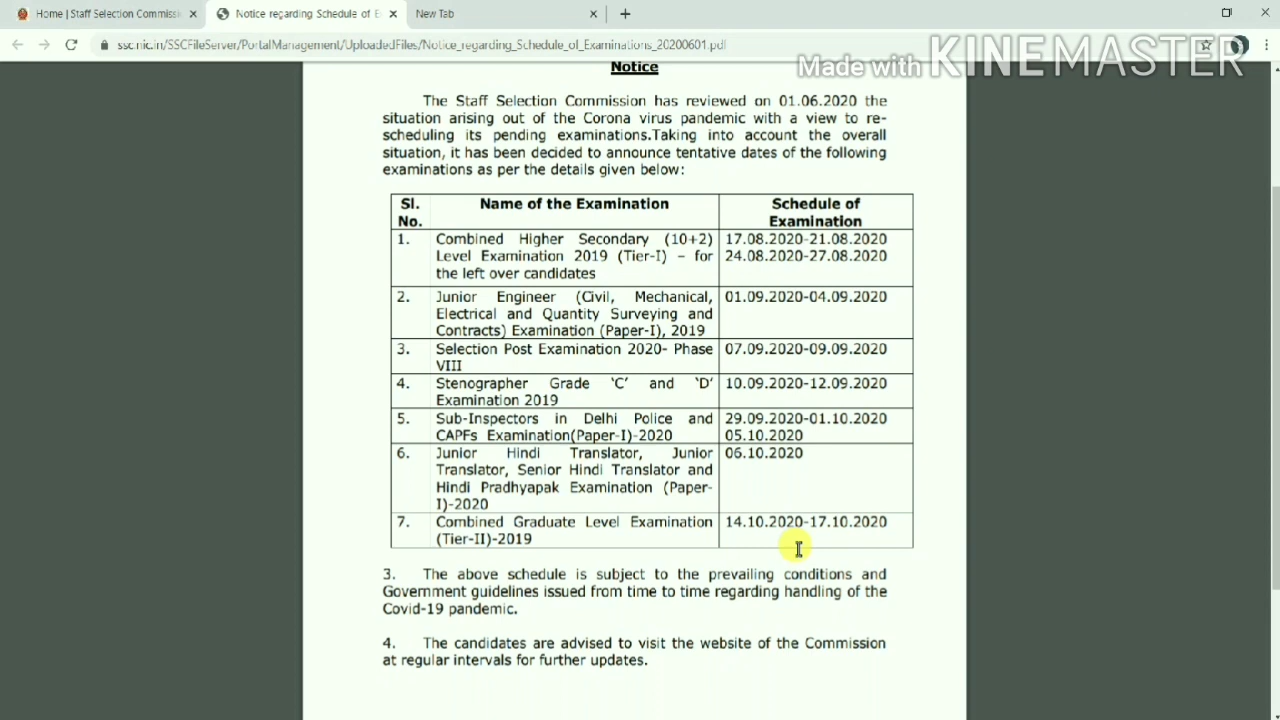 Home | Staff Selection Commissi
Notice regarding Schedule of E
New Tab
ssc.nic.in/SSCFileServer/PortalManagement/UploadedFiles/Notice_regarding_Schedule_of_Examinations_20200601.pdf
Made with KINEMASTER
Notice
The Staff Selection Commission has reviewed on 01.06.2020 the
situation arising out of the Corona virus pandemic with a view to re-
scheduling its pending examinations.Taking into account the overall
situation, it has been decided to announce tentative dates of the following
examinations as per the details given below:
Sl. No. Name of the Examination Schedule of Examination
1. Combined Higher Secondary (10+2) 17.08.2020-21.08.2020
Level Examination 2019 (Tier-I) – for 24.08.2020-27.08.2020
the left over candidates
2. Junior Engineer (Civil, Mechanical, 01.09.2020-04.09.2020
Electrical and Quantity Surveying and
Contracts) Examination (Paper-I), 2019
3. Selection Post Examination 2020- Phase 07.09.2020-09.09.2020
VIII
4. Stenographer Grade ‘C’ and ‘D’ 10.09.2020-12.09.2020
Examination 2019
5. Sub-Inspectors in Delhi Police and 29.09.2020-01.10.2020
CAPFs Examination(Paper-I)-2020 05.10.2020
6. Junior Hindi Translator, Junior 06.10.2020
Translator, Senior Hindi Translator and
Hindi Pradhyapak Examination (Paper-
I)-2020
7. Combined Graduate Level Examination 14.10.2020-17.10.2020
(Tier-II)-2019
3. The above schedule is subject to the prevailing conditions and
Government guidelines issued from time to time regarding handling of the
Covid-19 pandemic.
4. The candidates are advised to visit the website of the Commission
at regular intervals for further updates.